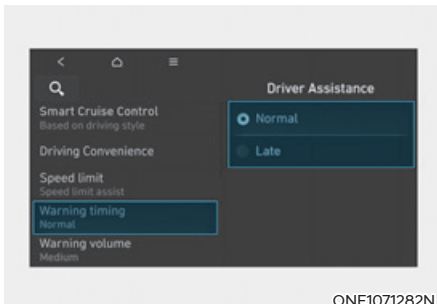 Driver Assistance
Smart Cruise Control
Based on driving style
Driving Convenience
Speed limit
Speed limit assist
Warning timing
Normal
Warning volume
Medium
Normal
Late
ONE1071282N